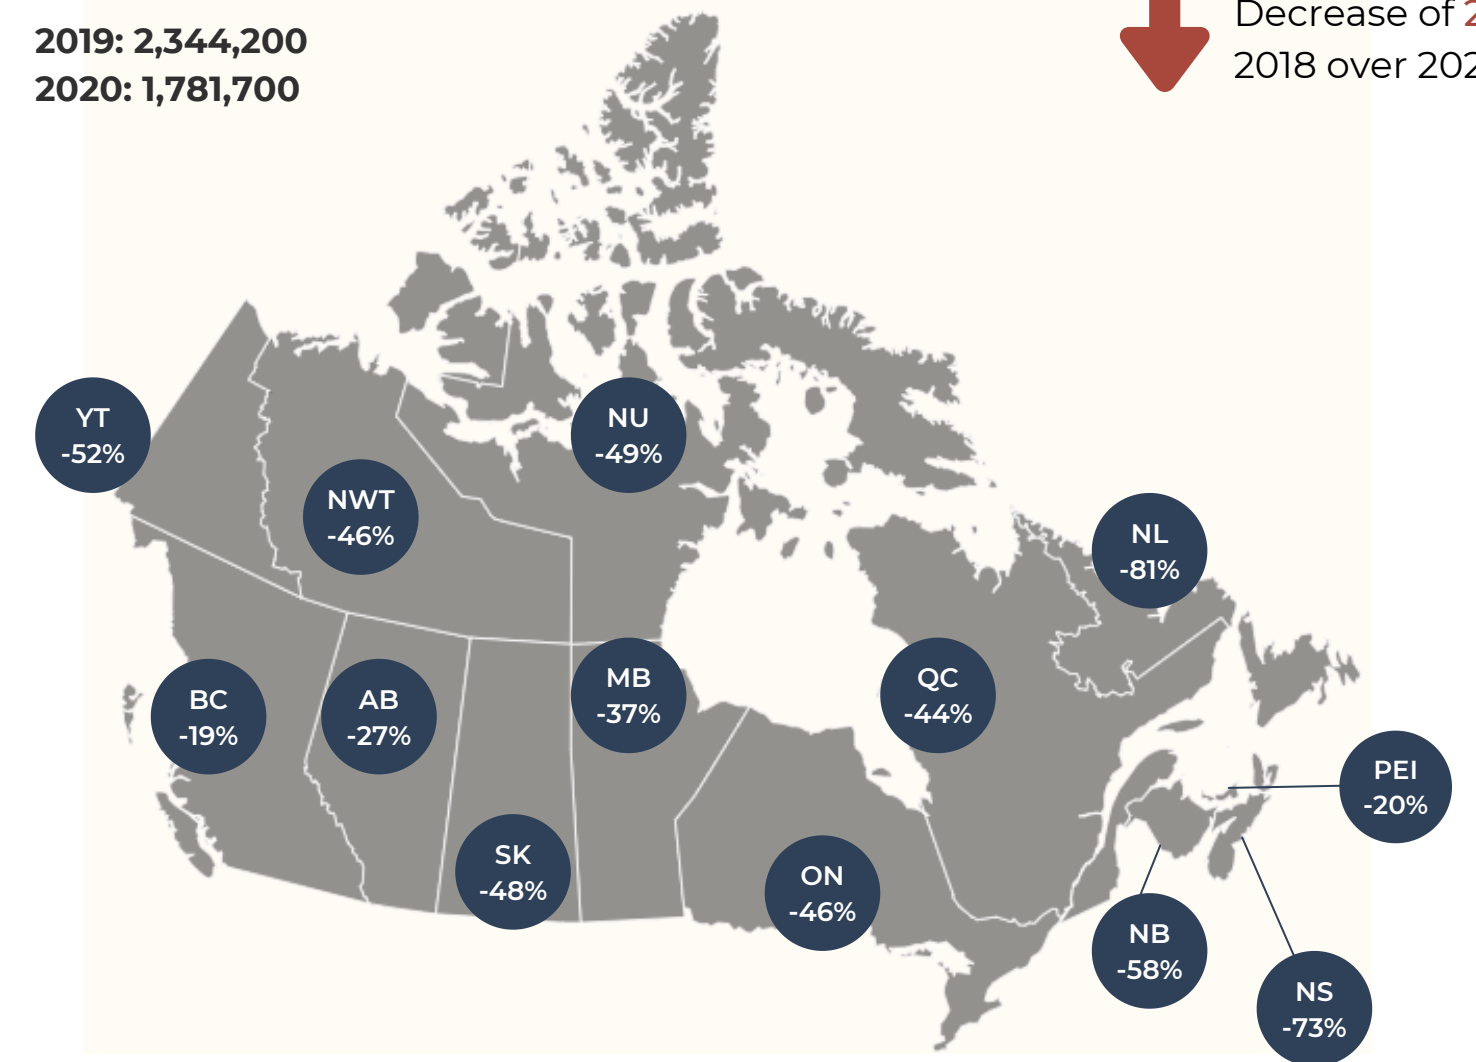 2019: 2,344,200
2020: 1,781,700
Decrease of
2018 over
YT
-52%
NU
-49%
NWT
-46%
NL
-81%
BC
-19%
AB
-27%
MB
-37%
QC
-44%
PEI
-20%
SK
-48%
ON
-46%
NB
-58%
NS
-73%